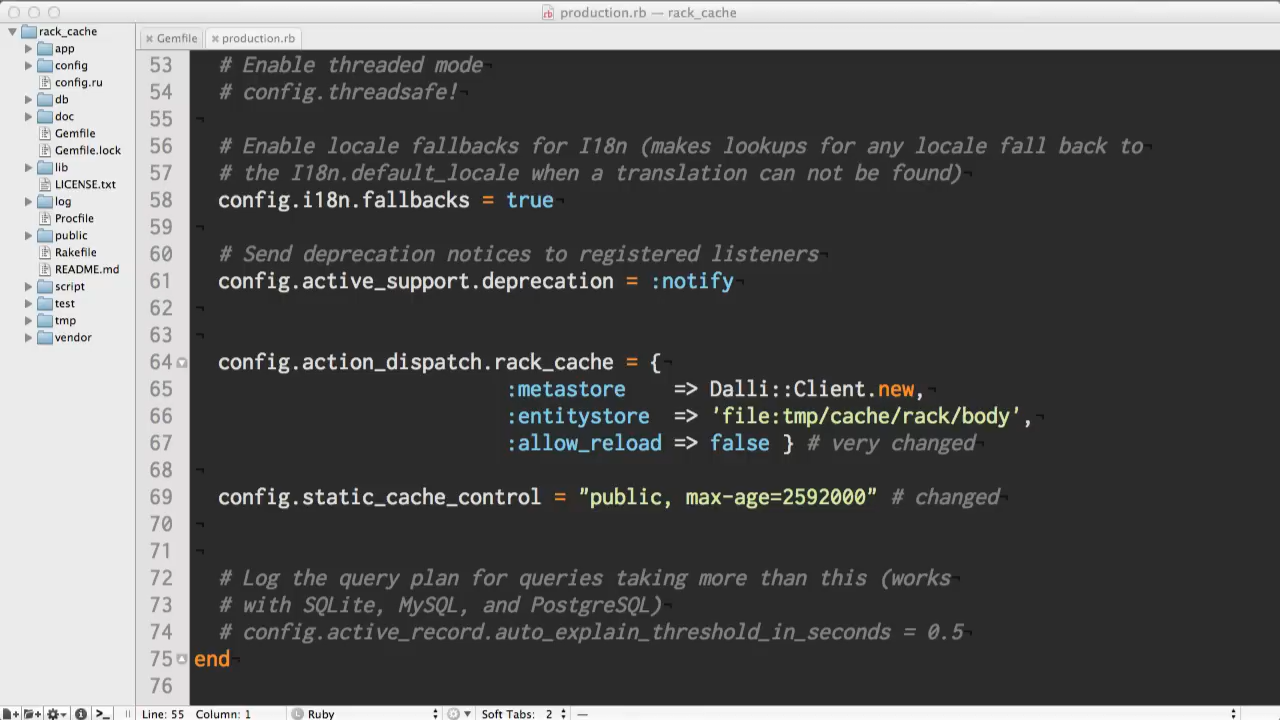 production.rb — rack_cache
rack_cache
app
config
config.ru
db
doc
Gemfile
Gemfile.lock
lib
LICENSE.txt
log
Procfile
public
Rakefile
README.md
script
test
tmp
vendor
Gemfile
production.rb
53 # Enable threaded mode¬
54 # config.threadsafe!¬
55 ¬
56 # Enable locale fallbacks for I18n (makes lookups for any locale fall back to¬
57 # the I18n.default_locale when a translation can not be found)¬
58 config.i18n.fallbacks = true¬
59 ¬
60 # Send deprecation notices to registered listeners¬
61 config.active_support.deprecation = :notify¬
62 ¬
63 ¬
64 config.action_dispatch.rack_cache = {¬
65 :metastore => Dalli::Client.new,¬
66 :entitystore => 'file:tmp/cache/rack/body',¬
67 :allow_reload => false } # very changed¬
68 ¬
69 config.static_cache_control = "public, max-age=2592000" # changed¬
70 ¬
71 ¬
72 # Log the query plan for queries taking more than this (works¬
73 # with SQLite, MySQL, and PostgreSQL)¬
74 # config.active_record.auto_explain_threshold_in_seconds = 0.5¬
75 end¬
76
Line: 55 Column: 1 Ruby Soft Tabs: 2 —